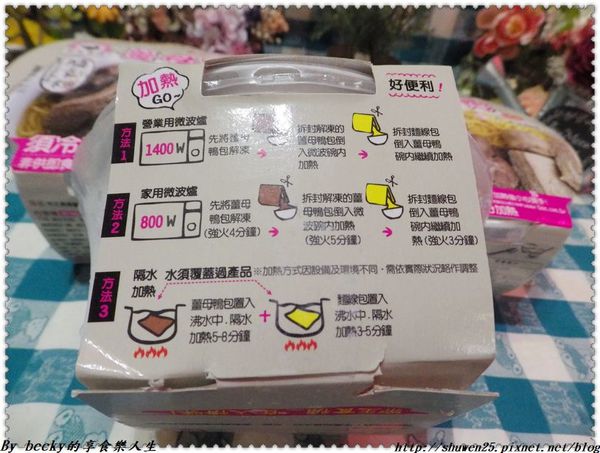 加熱
GO
好便利!
方法1
營業用微波爐
1400W
先將薑母
鴨包解凍
拆封解凍的
薑母鴨包倒
入微波碗內
加熱
拆封麵線包
倒入薑母鴨
碗內繼續加熱
方法2
家用微波爐
800W
先將薑母
鴨包解凍
(強火4分鐘)
拆封解凍的薑
母鴨包倒入微
波碗內加熱
(強火5分鐘)
拆封麵線包
倒入薑母鴨
碗內繼續加
熱(強火3分鐘)
方法3
隔水
加熱
水須覆蓋過產品
※加熱方式因設備及環境不同,需依實際狀況略作調整
薑母鴨包置入
沸水中.隔水
加熱5-8分鐘
+
麵線包置入
沸水中.隔水
加熱3-5分鐘
須冷
By becky的享食樂人生
http://shuwen25.pixnet.net/blog